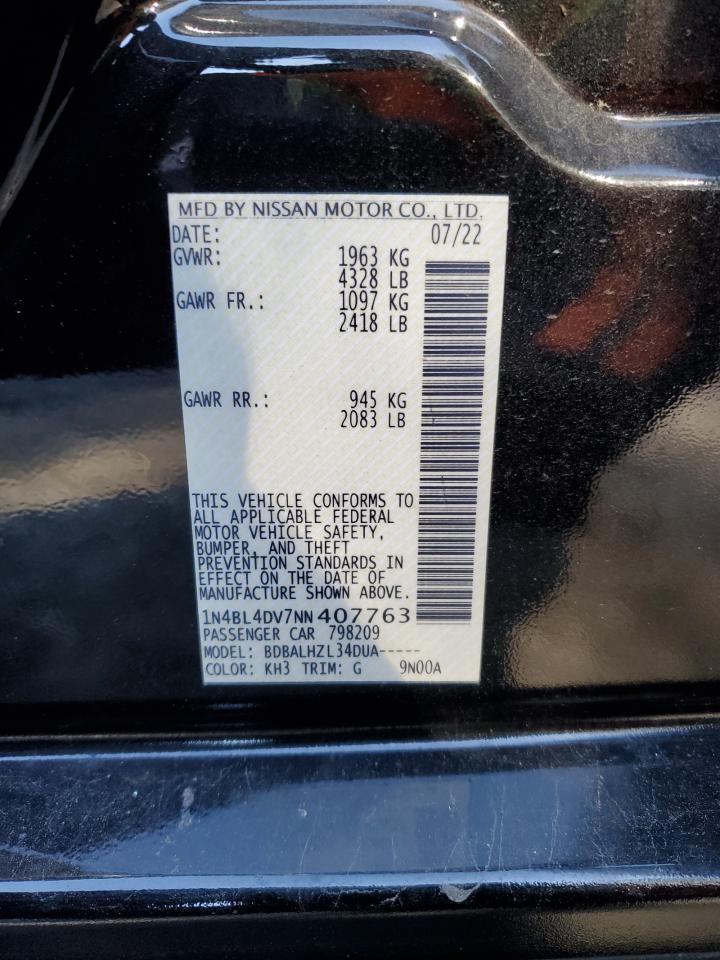 MFD BY NISSAN MOTOR CO., LTD.
DATE: 07/22
GVWR: 1963 KG
4328 LB
GAWR FR.: 1097 KG
2418 LB
GAWR RR.: 945 KG
2083 LB
THIS VEHICLE CONFORMS TO
ALL APPLICABLE FEDERAL
MOTOR VEHICLE SAFETY,
BUMPER, AND THEFT
PREVENTION STANDARDS IN
EFFECT ON THE DATE OF
MANUFACTURE SHOWN ABOVE.
1N4BL4DV7NN407763
PASSENGER CAR 798209
MODEL: BDBALHZL34DUA-----
COLOR: KH3 TRIM: G 9N00A